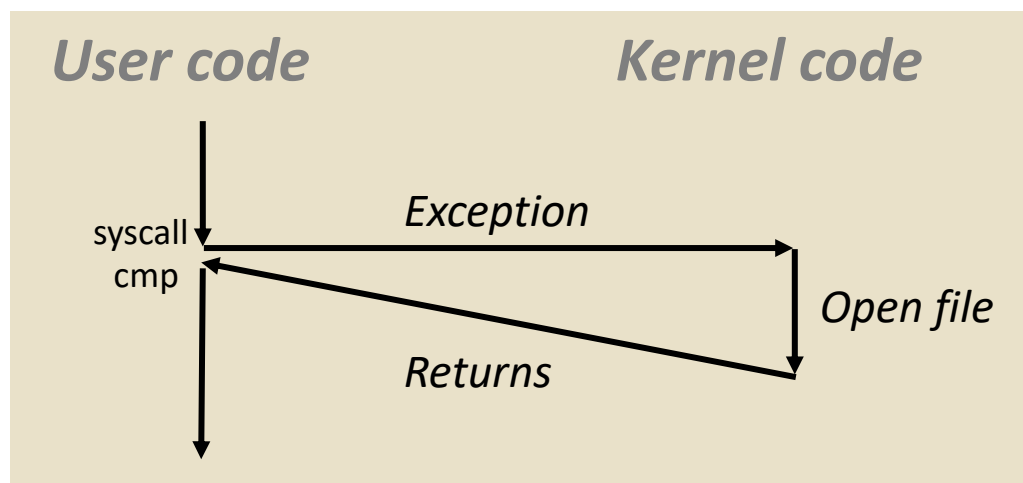 User code
Kernel code
Exception
syscall
cmp
Open file
Returns